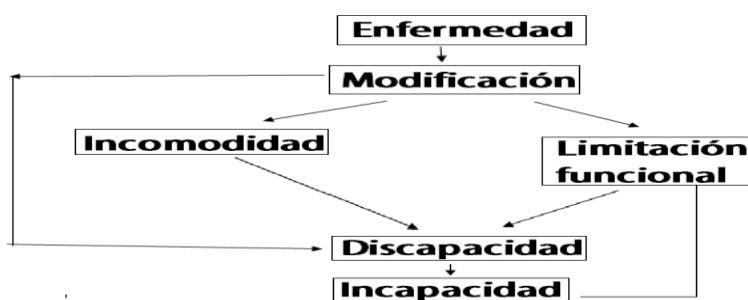 Enfermedad
Modificación
Incomodidad
Limitación
funcional
Discapacidad
Incapacidad